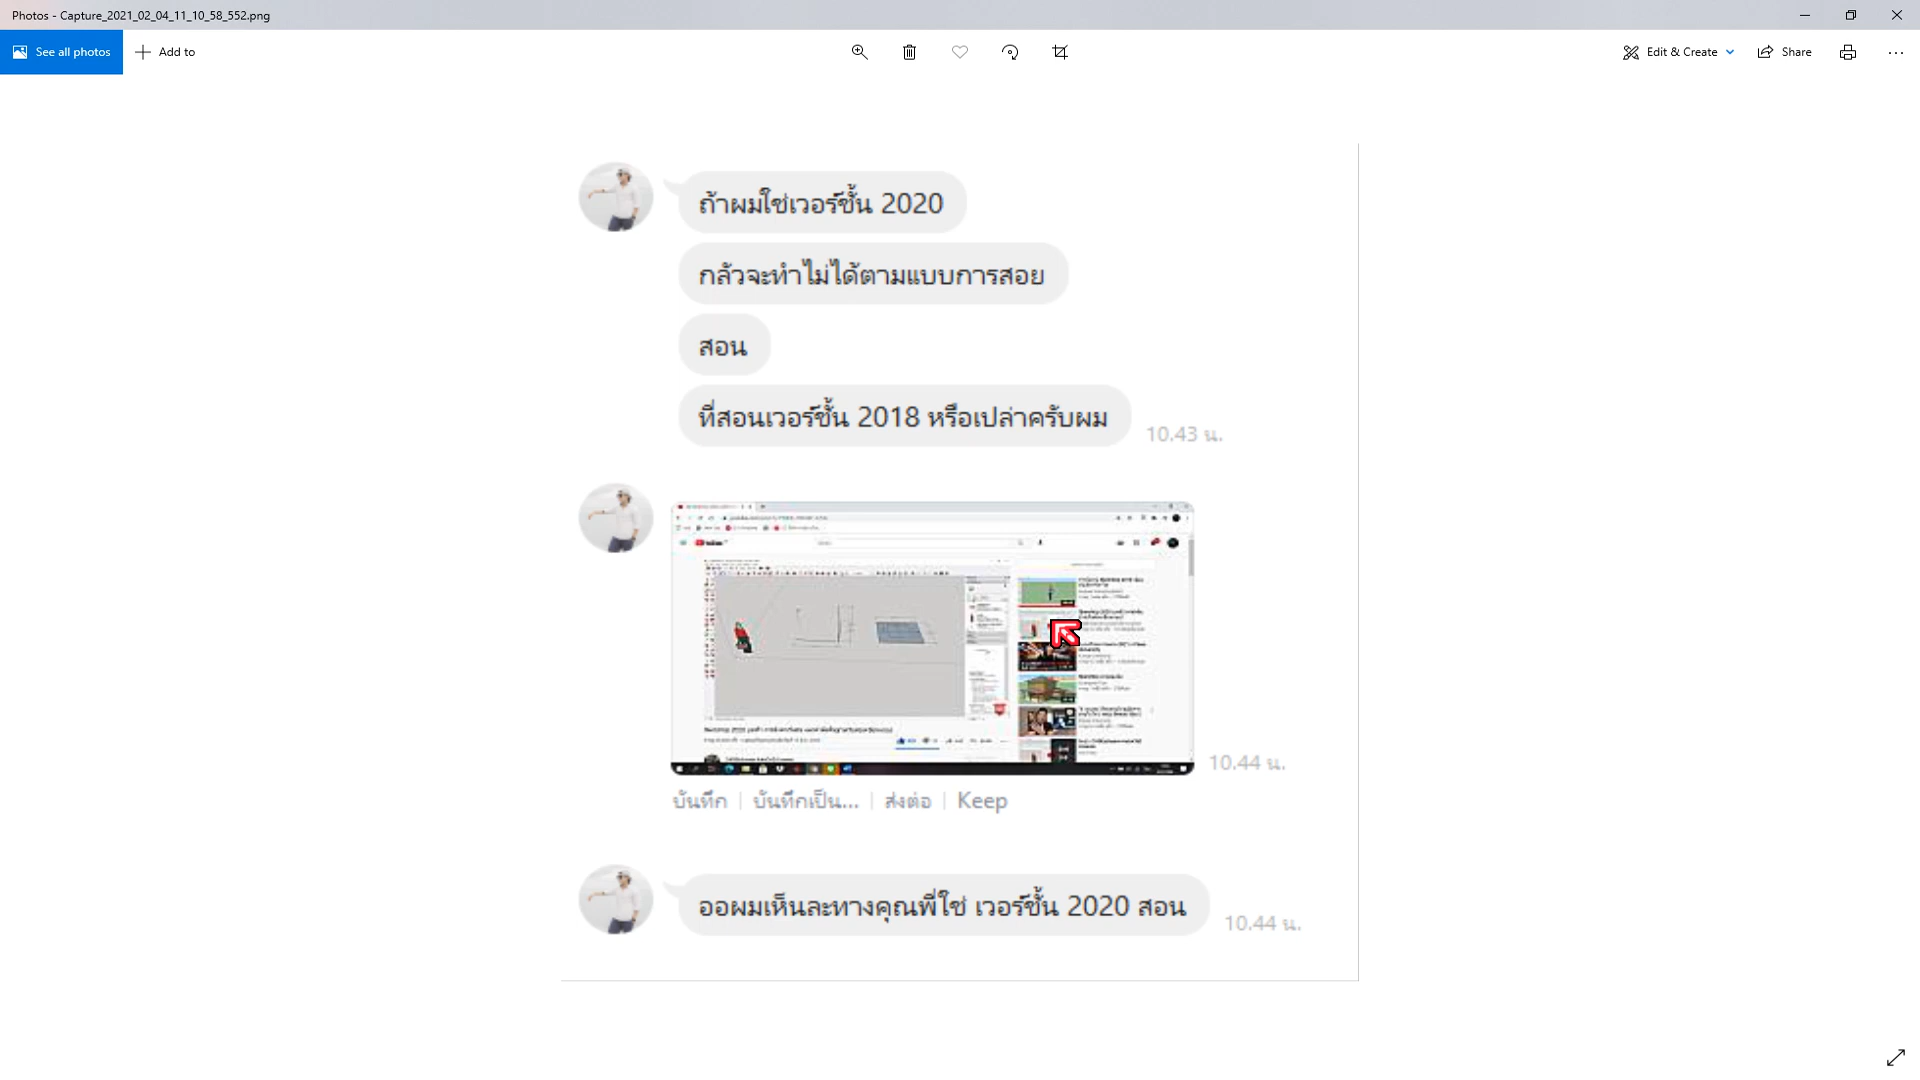 Photos - Capture_2021_02_04_11_10_58_552.png
See all photos
Add to
Edit & Create
Share
ถ้าผมใช่เวอร์ชั้น 2020
กลัวจะทำไม่ได้ตามแบบการสอย
สอน
ที่สอนเวอร์ชั้น 2018 หรือเปล่าครับผม
10.43 น.
10.44 น.
บันทึก | บันทึกเป็น... | ส่งต่อ | Keep
ออผมเห็นละทางคุณพี่ใช่ เวอร์ชั้น 2020 สอน
10.44 น.